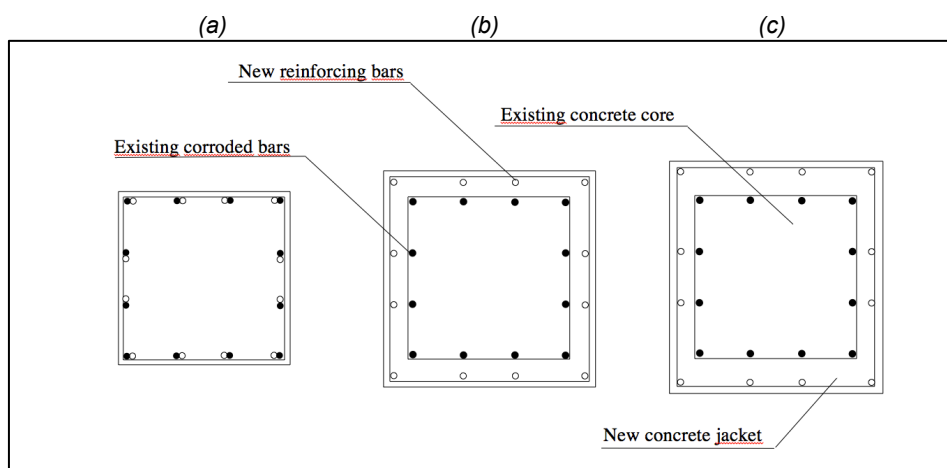 (a)
(b)
(c)
New reinforcing bars
Existing concrete core
Existing corroded bars
New concrete jacket